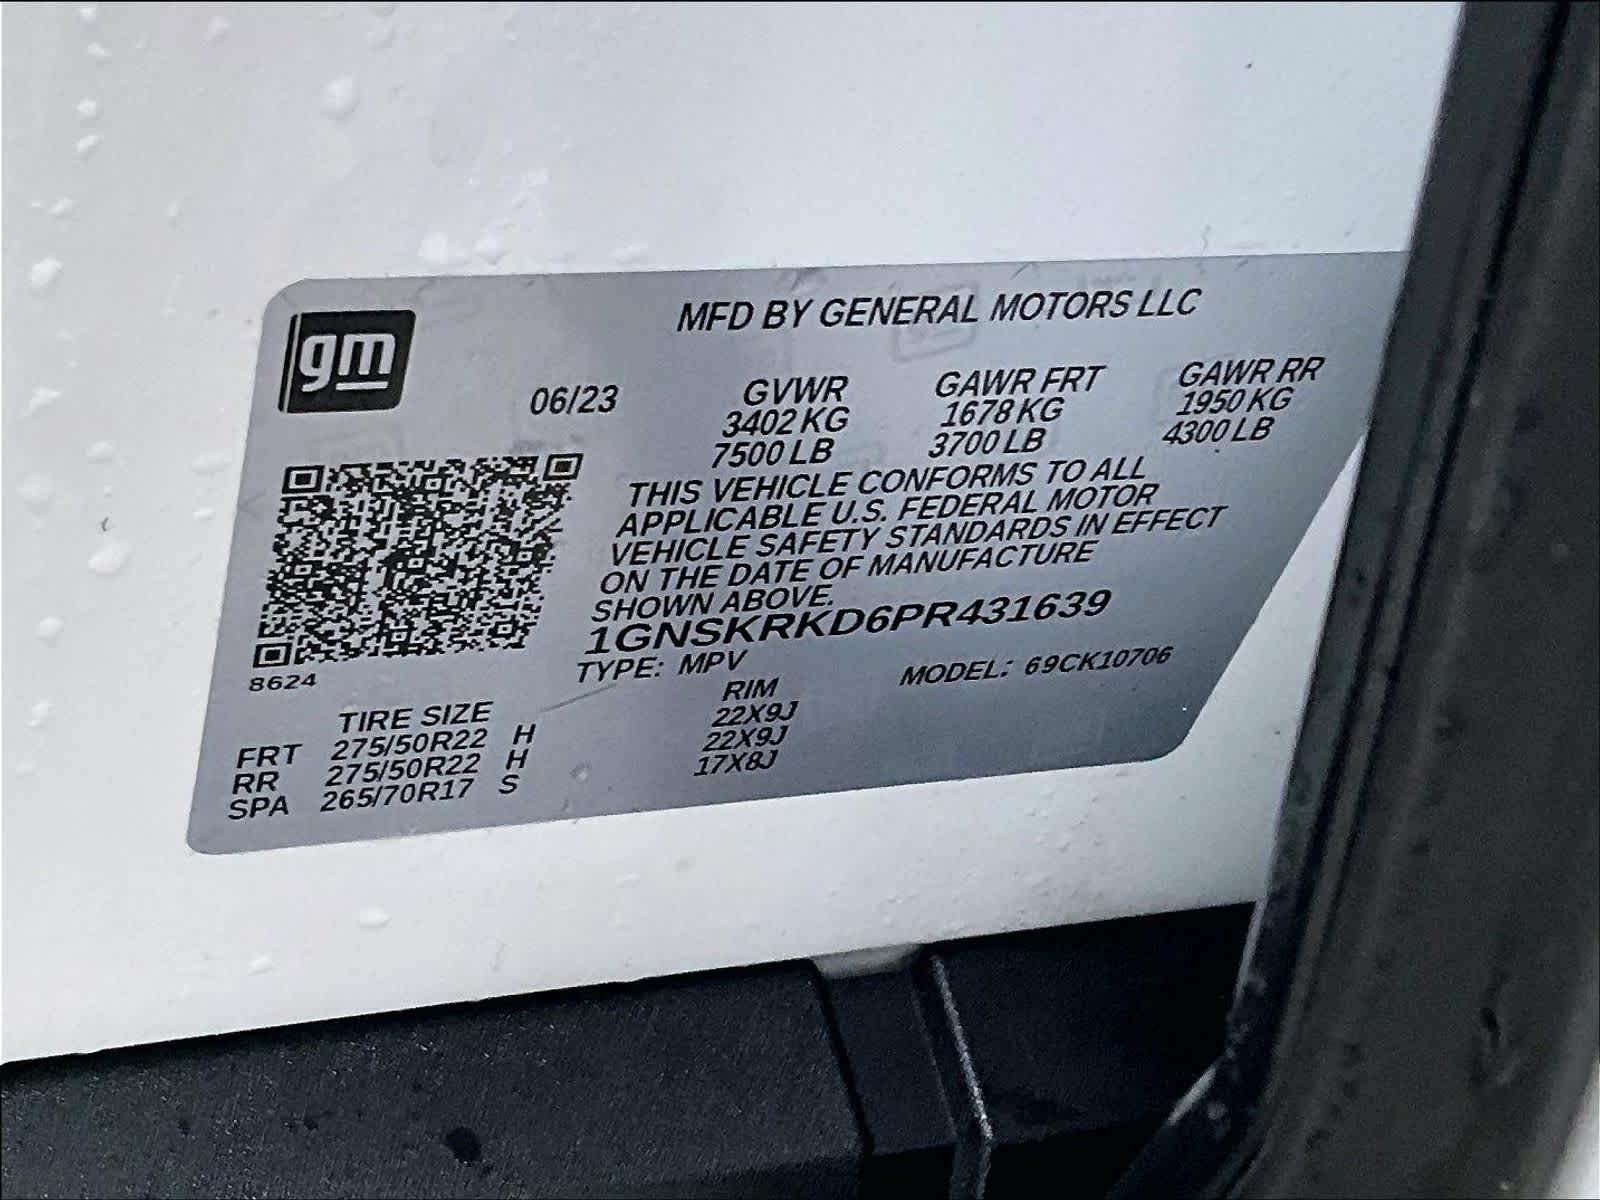 gm
MFD BY GENERAL MOTORS LLC
06/23 GVWR GAWR FRT GAWR RR
3402 KG 1678 KG 1950 KG
7500 LB 3700 LB 4300 LB
THIS VEHICLE CONFORMS TO ALL
APPLICABLE U.S. FEDERAL MOTOR
VEHICLE SAFETY STANDARDS IN EFFECT
ON THE DATE OF MANUFACTURE
SHOWN ABOVE.
1GNSKRKD6PR431639
TYPE: MPV MODEL: 69CK10706
8624
TIRE SIZE RIM
FRT 275/50R22 H 22X9J
RR 275/50R22 H 22X9J
SPA 265/70R17 S 17X8J